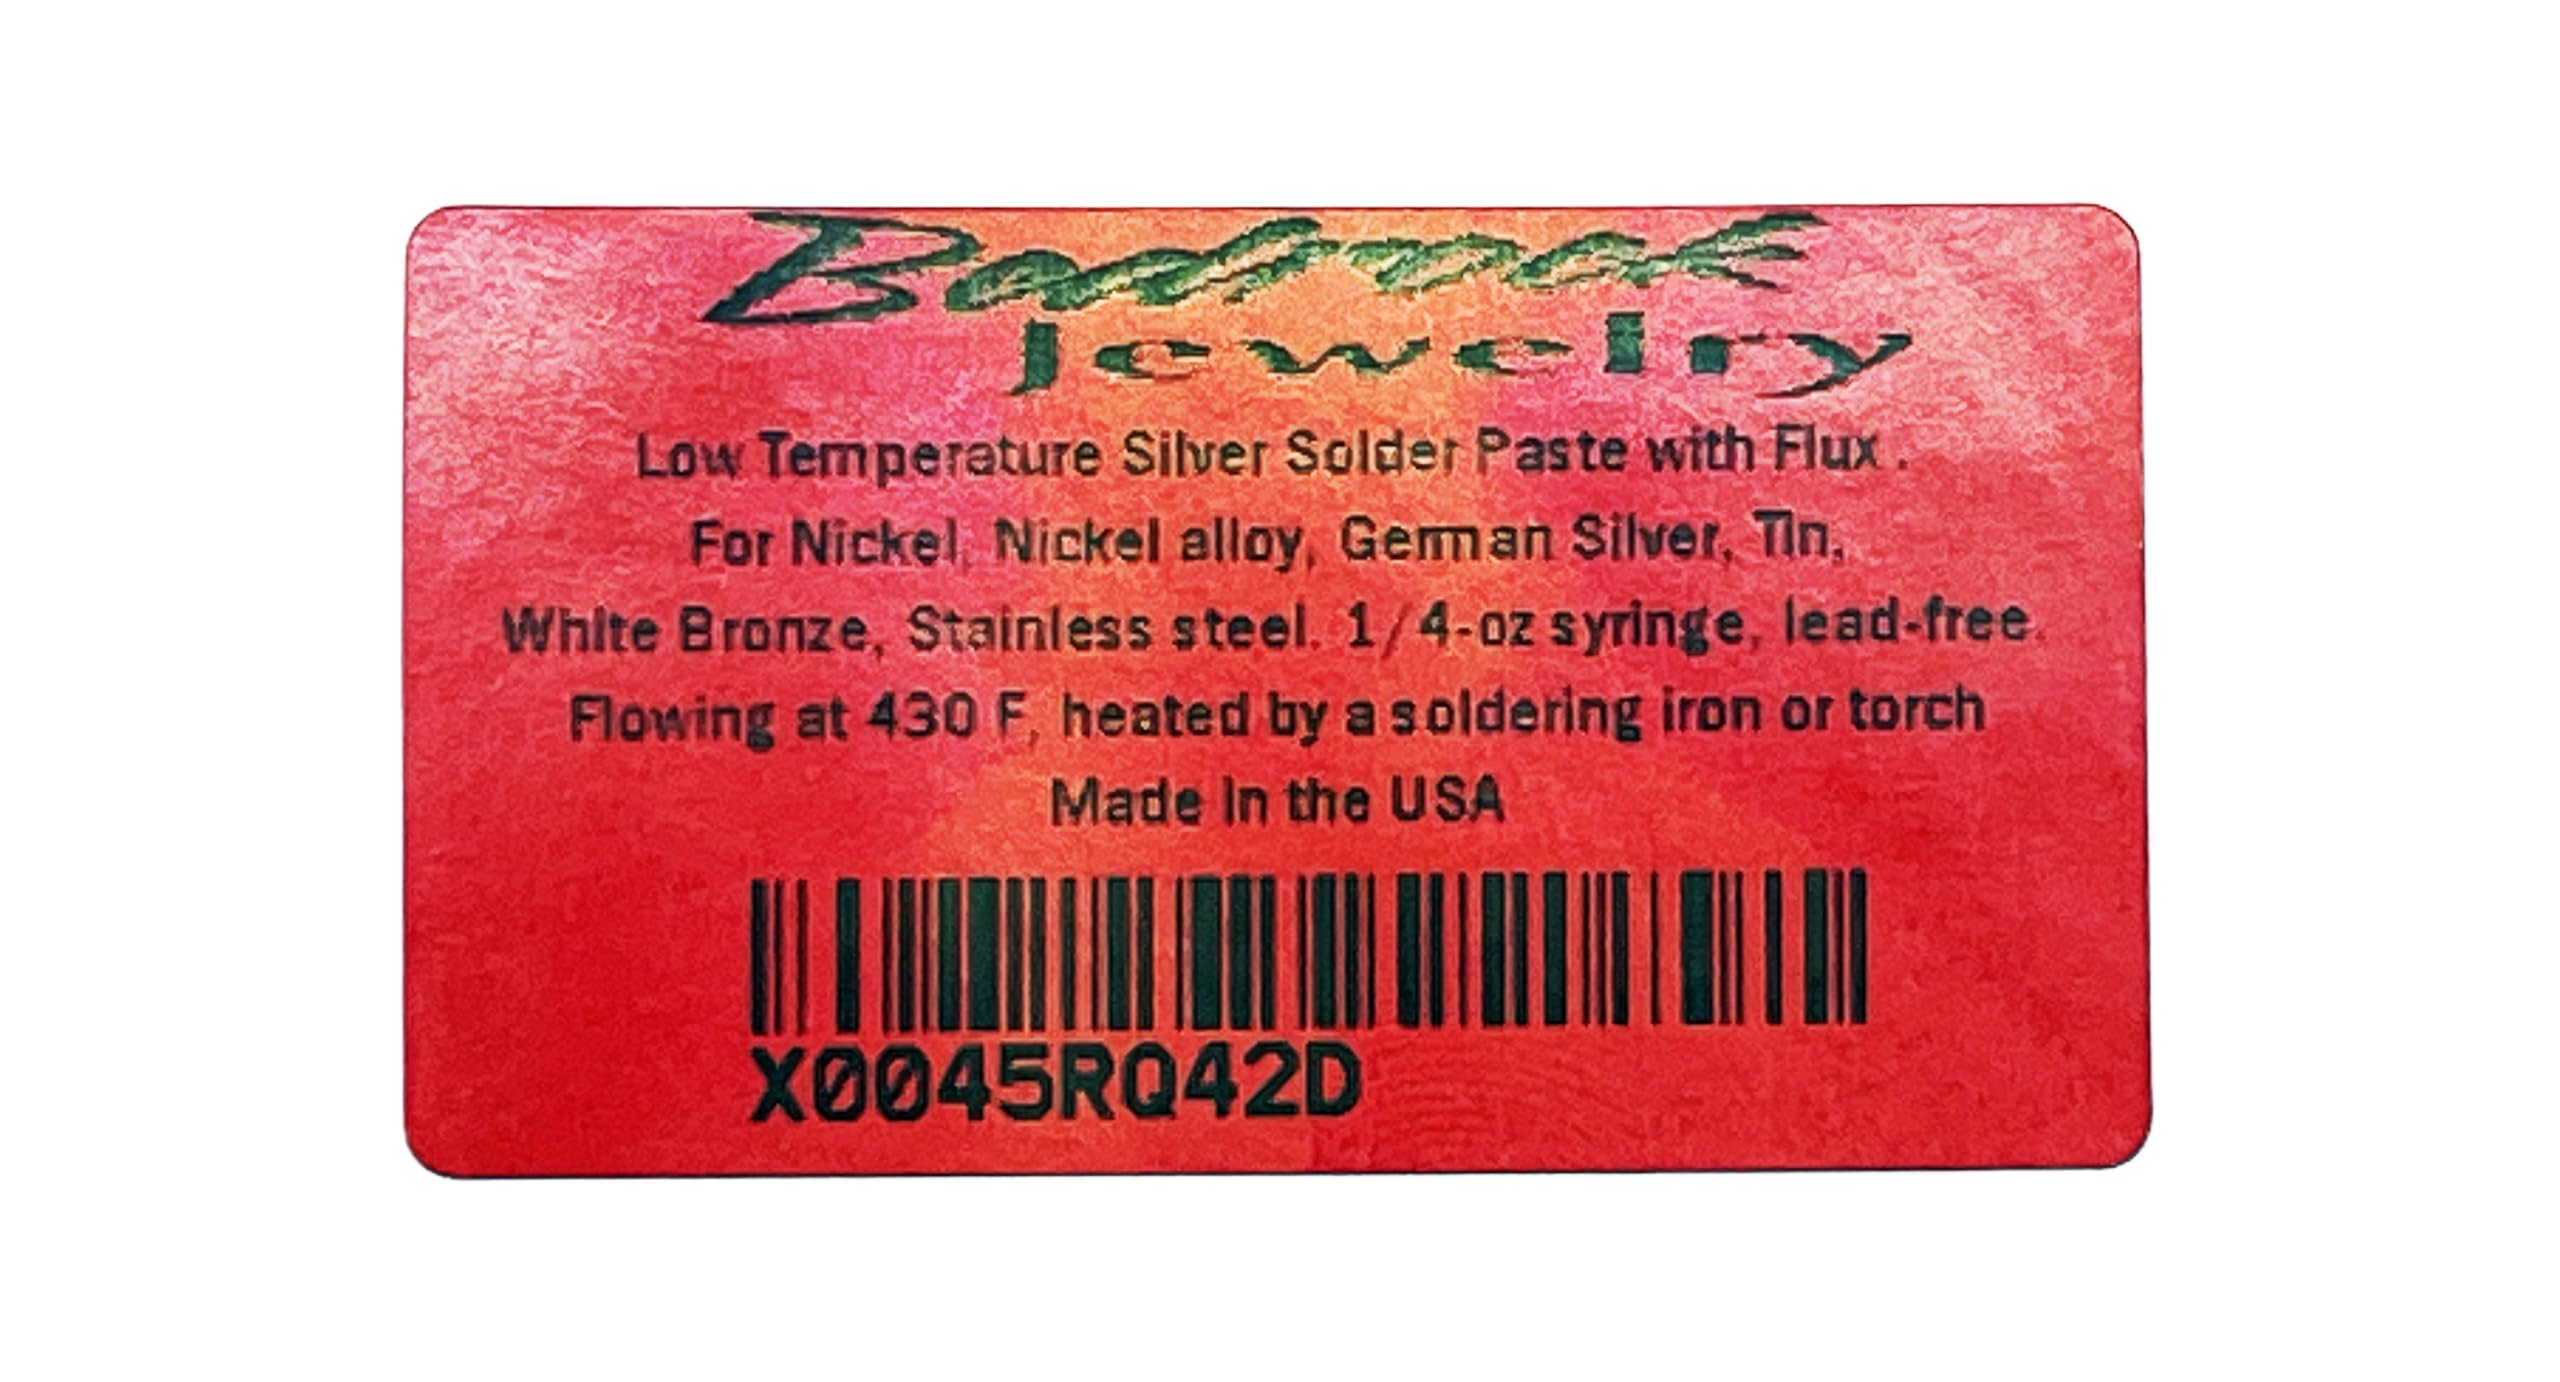 Jewelry
Low Temperature Silver Solder Paste with Flux .
For Nickel, Nickel alloy, German Silver, Tin,
White Bronze, Stainless steel. 1/4-oz syringe, lead-free.
Flowing at 430 F, heated by a soldering iron or torch
Made in the USA
X0045RQ42D